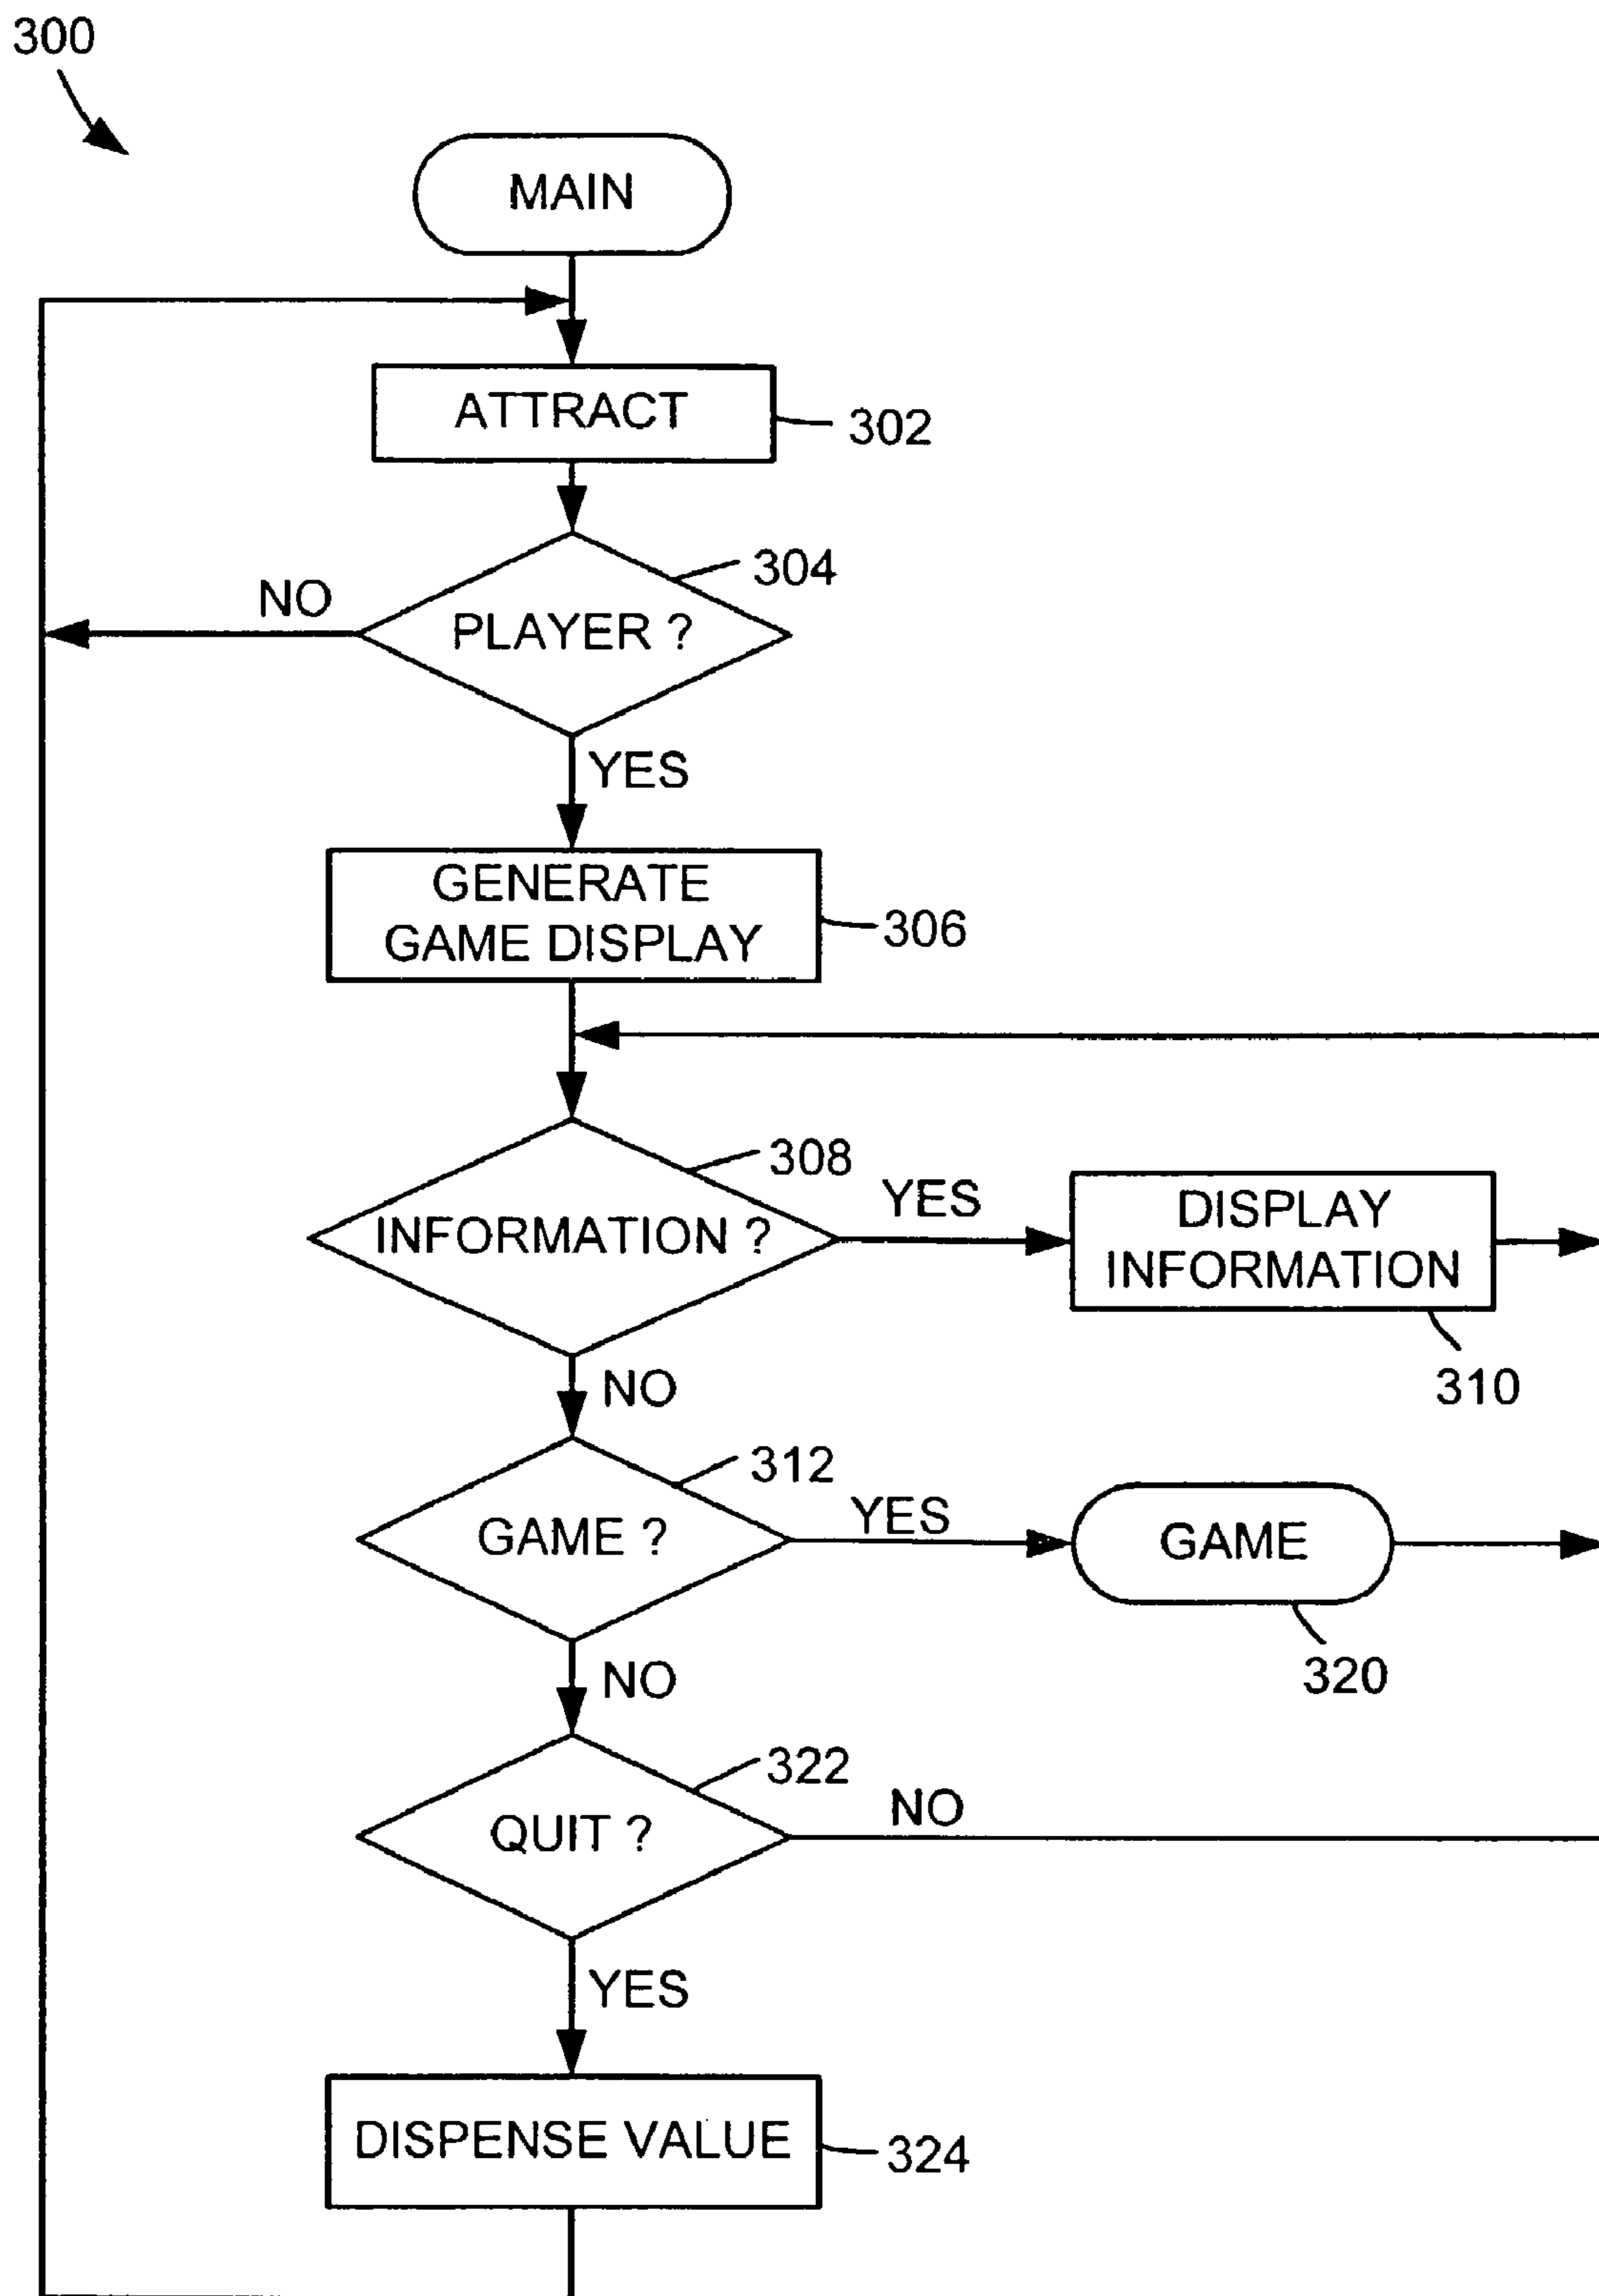 300
MAIN
ATTRACT
302
304
PLAYER ?
NO
YES
GENERATE
GAME DISPLAY
306
308
INFORMATION ?
YES
DISPLAY
INFORMATION
310
NO
312
GAME ?
YES
GAME
320
NO
322
QUIT ?
NO
YES
DISPENSE VALUE
324